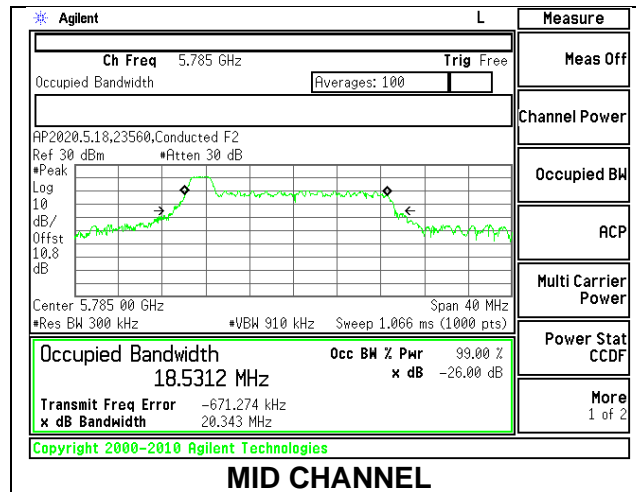 Agilent L Measure
Ch Freq 5.785 GHz Trig Free
Meas Off
Occupied Bandwidth Averages: 100
Channel Power
AP2020.5.18,23560,Conducted F2
Ref 30 dBm #Atten 30 dB
#Peak
Log
10
dB/
Offst
10.8
dB
Occupied BW
ACP
Center 5.785 00 GHz Span 40 MHz
#Res BW 300 kHz #VBW 910 kHz Sweep 1.066 ms (1000 pts)
Multi Carrier
Power
Occupied Bandwidth Occ BW % Pwr 99.00 %
18.5312 MHz x dB -26.00 dB
Power Stat
CCDF
Transmit Freq Error -671.274 kHz
x dB Bandwidth 20.343 MHz
More
1 of 2
Copyright 2000-2010 Agilent Technologies
MID CHANNEL